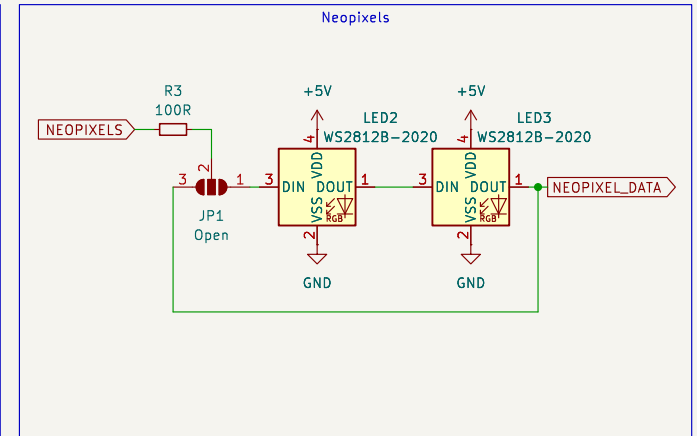 Neopixels
R3
100R
NEOPIXELS
3
2
1
JP1
Open
+5V
LED2
WS2812B-2020
4
VDD
3
DIN
DOUT
1
VSS
RGB
2
GND
+5V
LED3
WS2812B-2020
4
VDD
3
DIN
DOUT
1
VSS
RGB
2
GND
NEOPIXEL_DATA